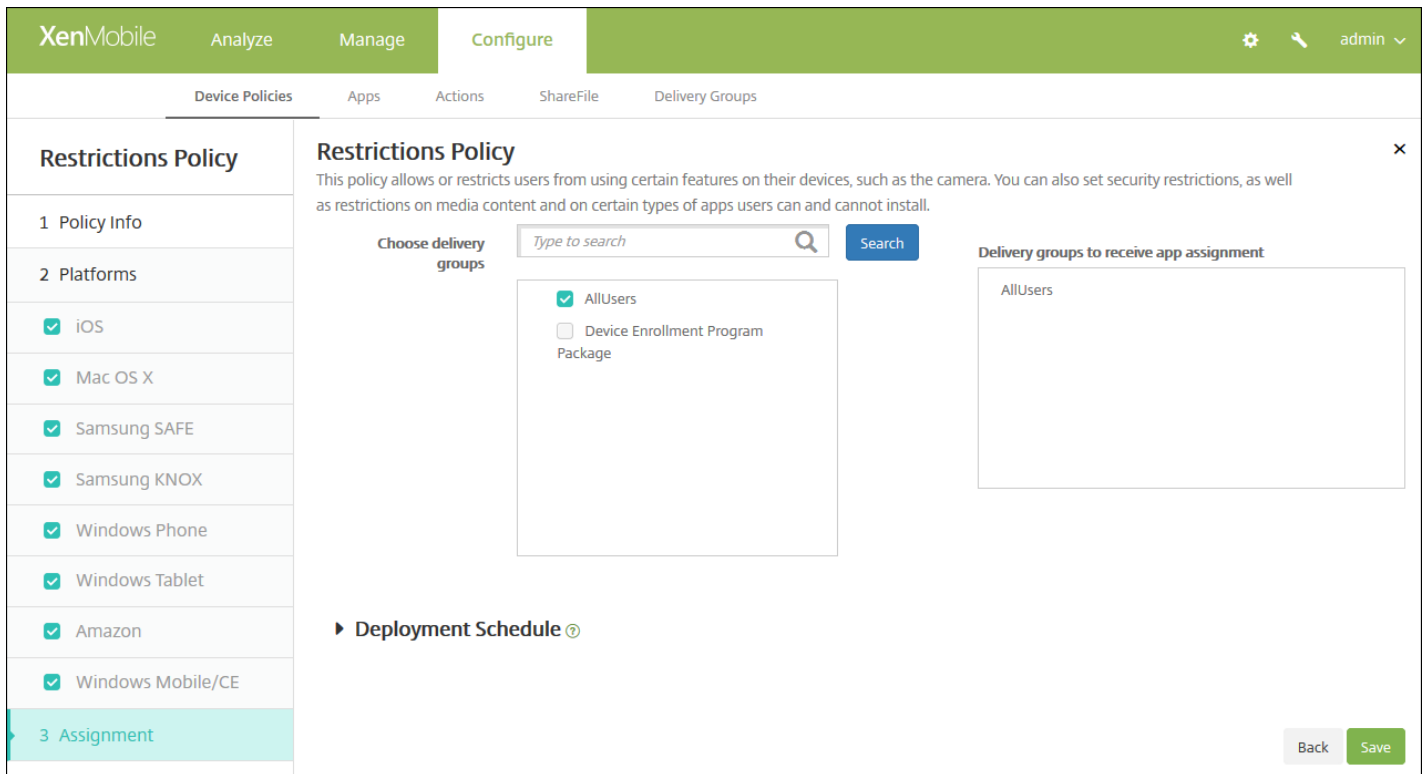 XenMobile Analyze Manage Configure admin
Device Policies Apps Actions ShareFile Delivery Groups
Restrictions Policy
1 Policy Info
2 Platforms
iOS
Mac OS X
Samsung SAFE
Samsung KNOX
Windows Phone
Windows Tablet
Amazon
Windows Mobile/CE
3 Assignment
Restrictions Policy
This policy allows or restricts users from using certain features on their devices, such as the camera. You can also set security restrictions, as well
as restrictions on media content and on certain types of apps users can and cannot install.
Choose delivery
groups
Type to search
Search
AllUsers
Device Enrollment Program
Package
Delivery groups to receive app assignment
AllUsers
Deployment Schedule ?
Back Save